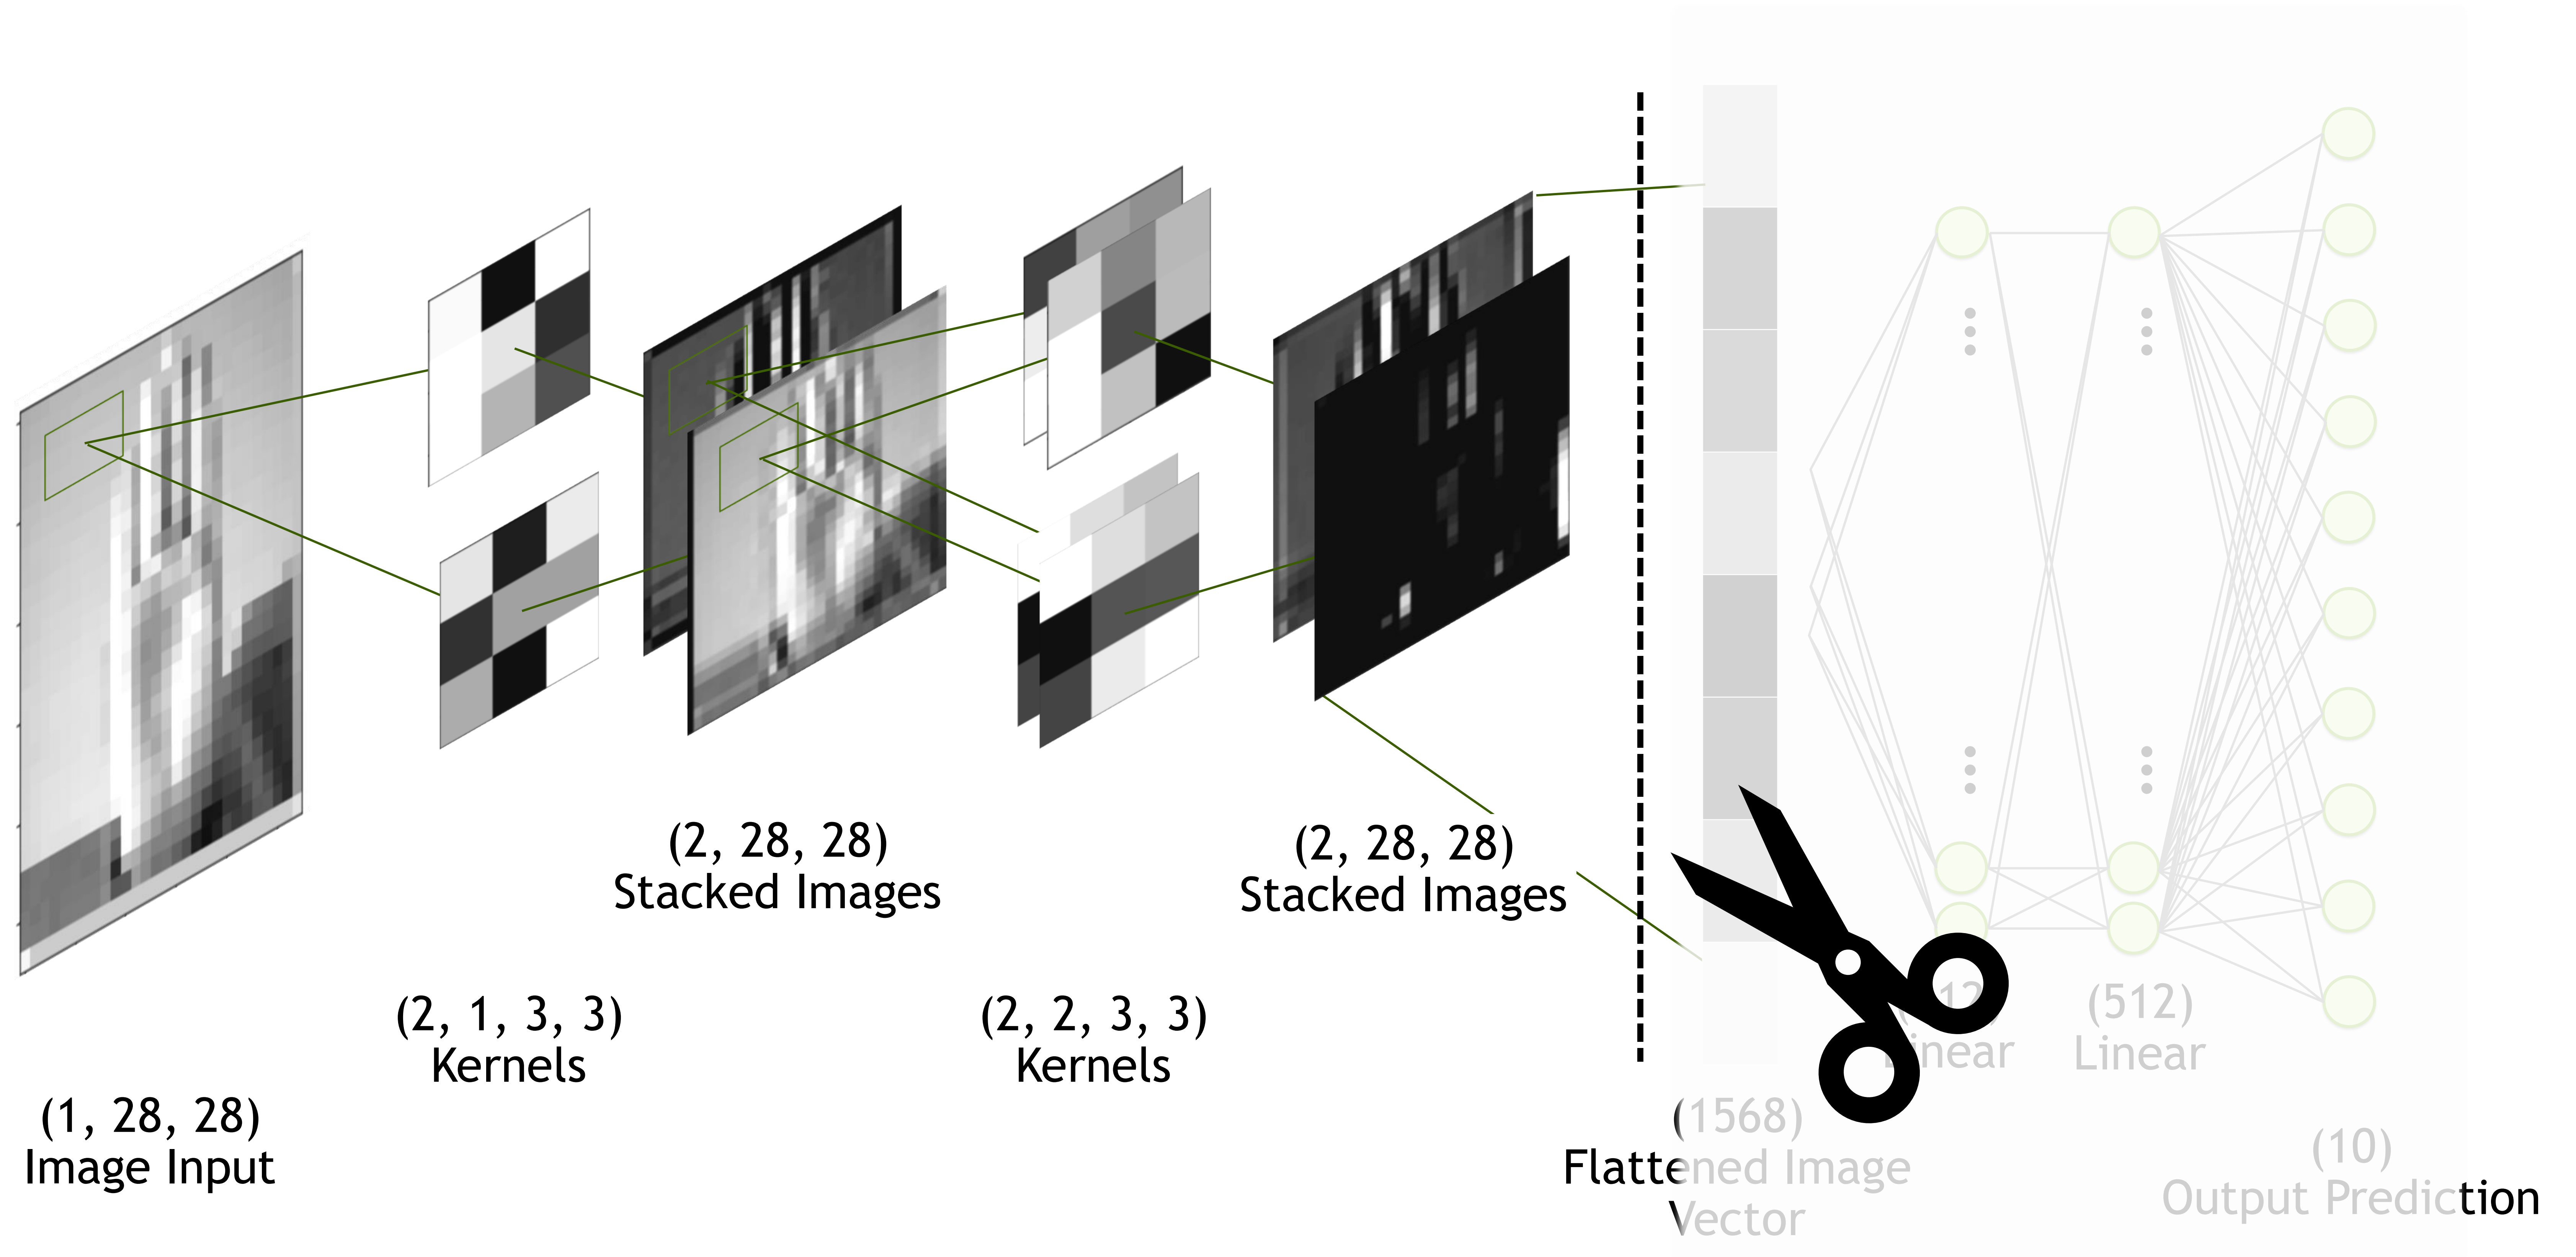 (2, 28, 28)
Stacked Images
(2, 28, 28)
Stacked Images
(2, 1, 3, 3)
Kernels
(2, 2, 3, 3)
Kernels
(512)
Linear
Linear
(1, 28, 28)
Image Input
(1568)
Flattened Image
Vector
(10)
Output Prediction